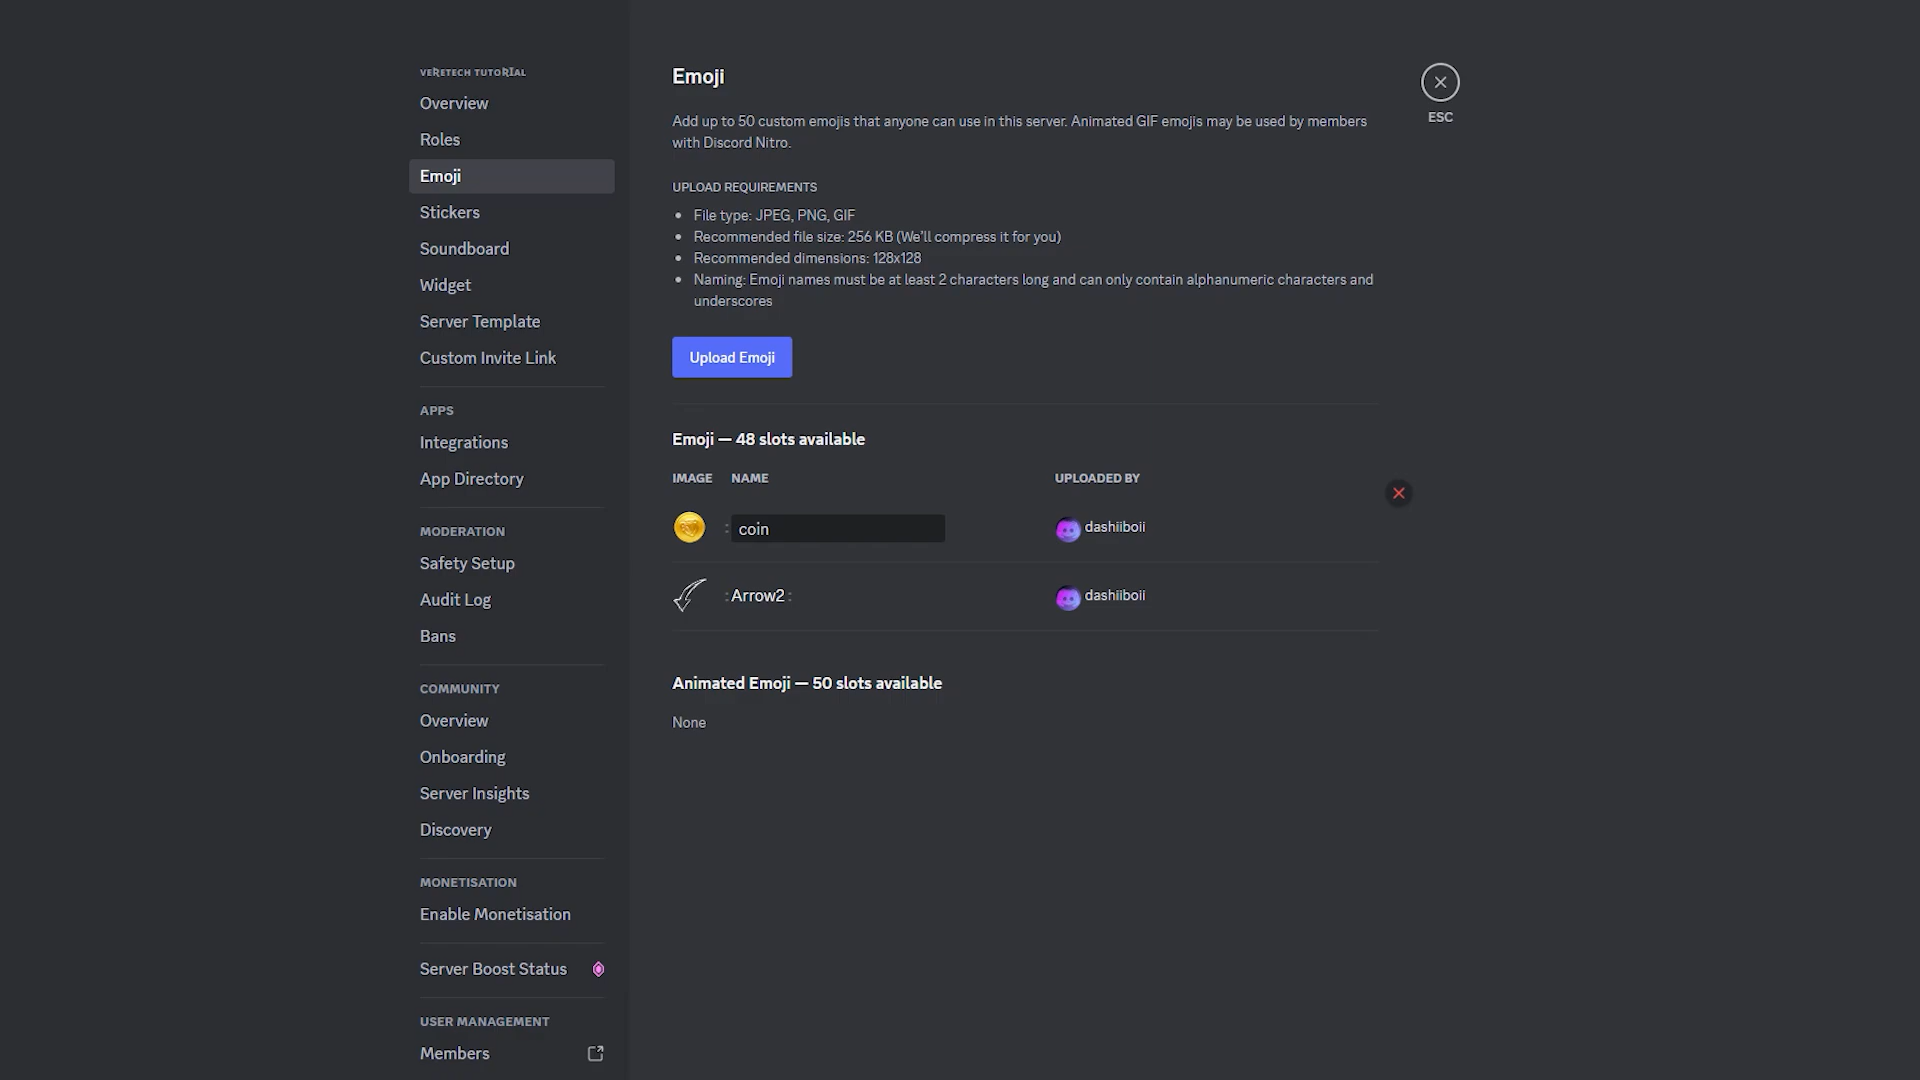 VERETECH TUTORIAL
Overview
Roles
Emoji
Stickers
Soundboard
Widget
Server Template
Custom Invite Link
APPS
Integrations
App Directory
MODERATION
Safety Setup
Audit Log
Bans
COMMUNITY
Overview
Onboarding
Server Insights
Discovery
MONETISATION
Enable Monetisation
Server Boost Status
USER MANAGEMENT
Members
Emoji
Add up to 50 custom emojis that anyone can use in this server. Animated GIF emojis may be used by members
with Discord Nitro.
UPLOAD REQUIREMENTS
• File type: JPEG, PNG, GIF
• Recommended file size: 256 KB (We'll compress it for you)
• Recommended dimensions: 128x128
• Naming: Emoji names must be at least 2 characters long and can only contain alphanumeric characters and
underscores
Upload Emoji
Emoji — 48 slots available
IMAGE NAME UPLOADED BY
: coin dashiiboii
:Arrow2: dashiiboii
Animated Emoji — 50 slots available
None
ESC